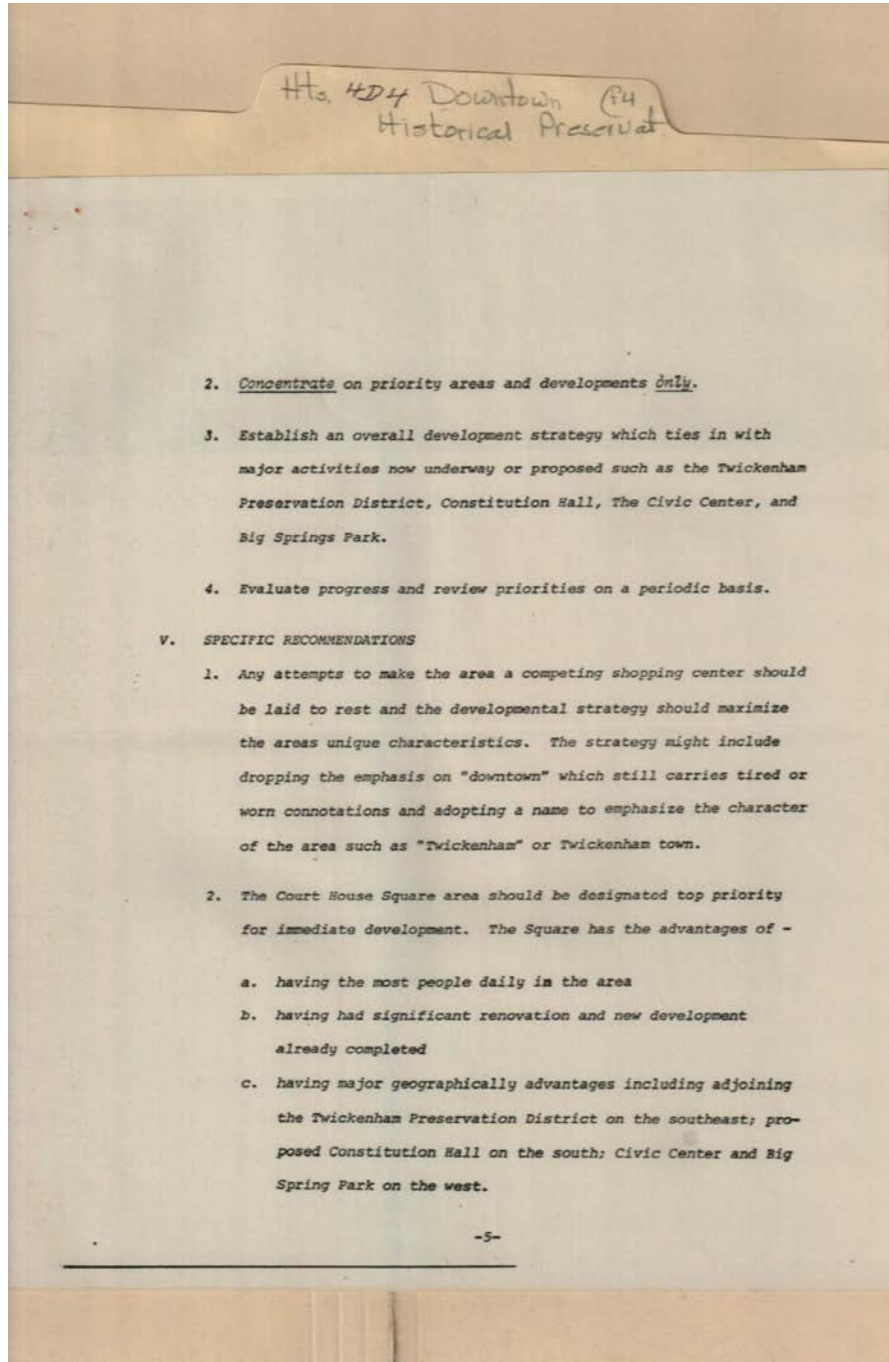 Hts. 4D4 Downtown (f4
Historical Preservat
2. Concentrate on priority areas and developments only.
3. Establish an overall development strategy which ties in with
major activities now underway or proposed such as the Twickenham
Preservation District, Constitution Hall, The Civic Center, and
Big Springs Park.
4. Evaluate progress and review priorities on a periodic basis.
V. SPECIFIC RECOMMENDATIONS
1. Any attempts to make the area a competing shopping center should
be laid to rest and the developmental strategy should maximize
the areas unique characteristics. The strategy might include
dropping the emphasis on "downtown" which still carries tired or
worn connotations and adopting a name to emphasize the character
of the area such as "Twickenham" or Twickenham town.
2. The Court House Square area should be designated top priority
for immediate development. The Square has the advantages of -
a. having the most people daily in the area
b. having had significant renovation and new development
already completed
c. having major geographically advantages including adjoining
the Twickenham Preservation District on the southeast; pro-
posed Constitution Hall on the south; Civic Center and Big
Spring Park on the west.
-5-